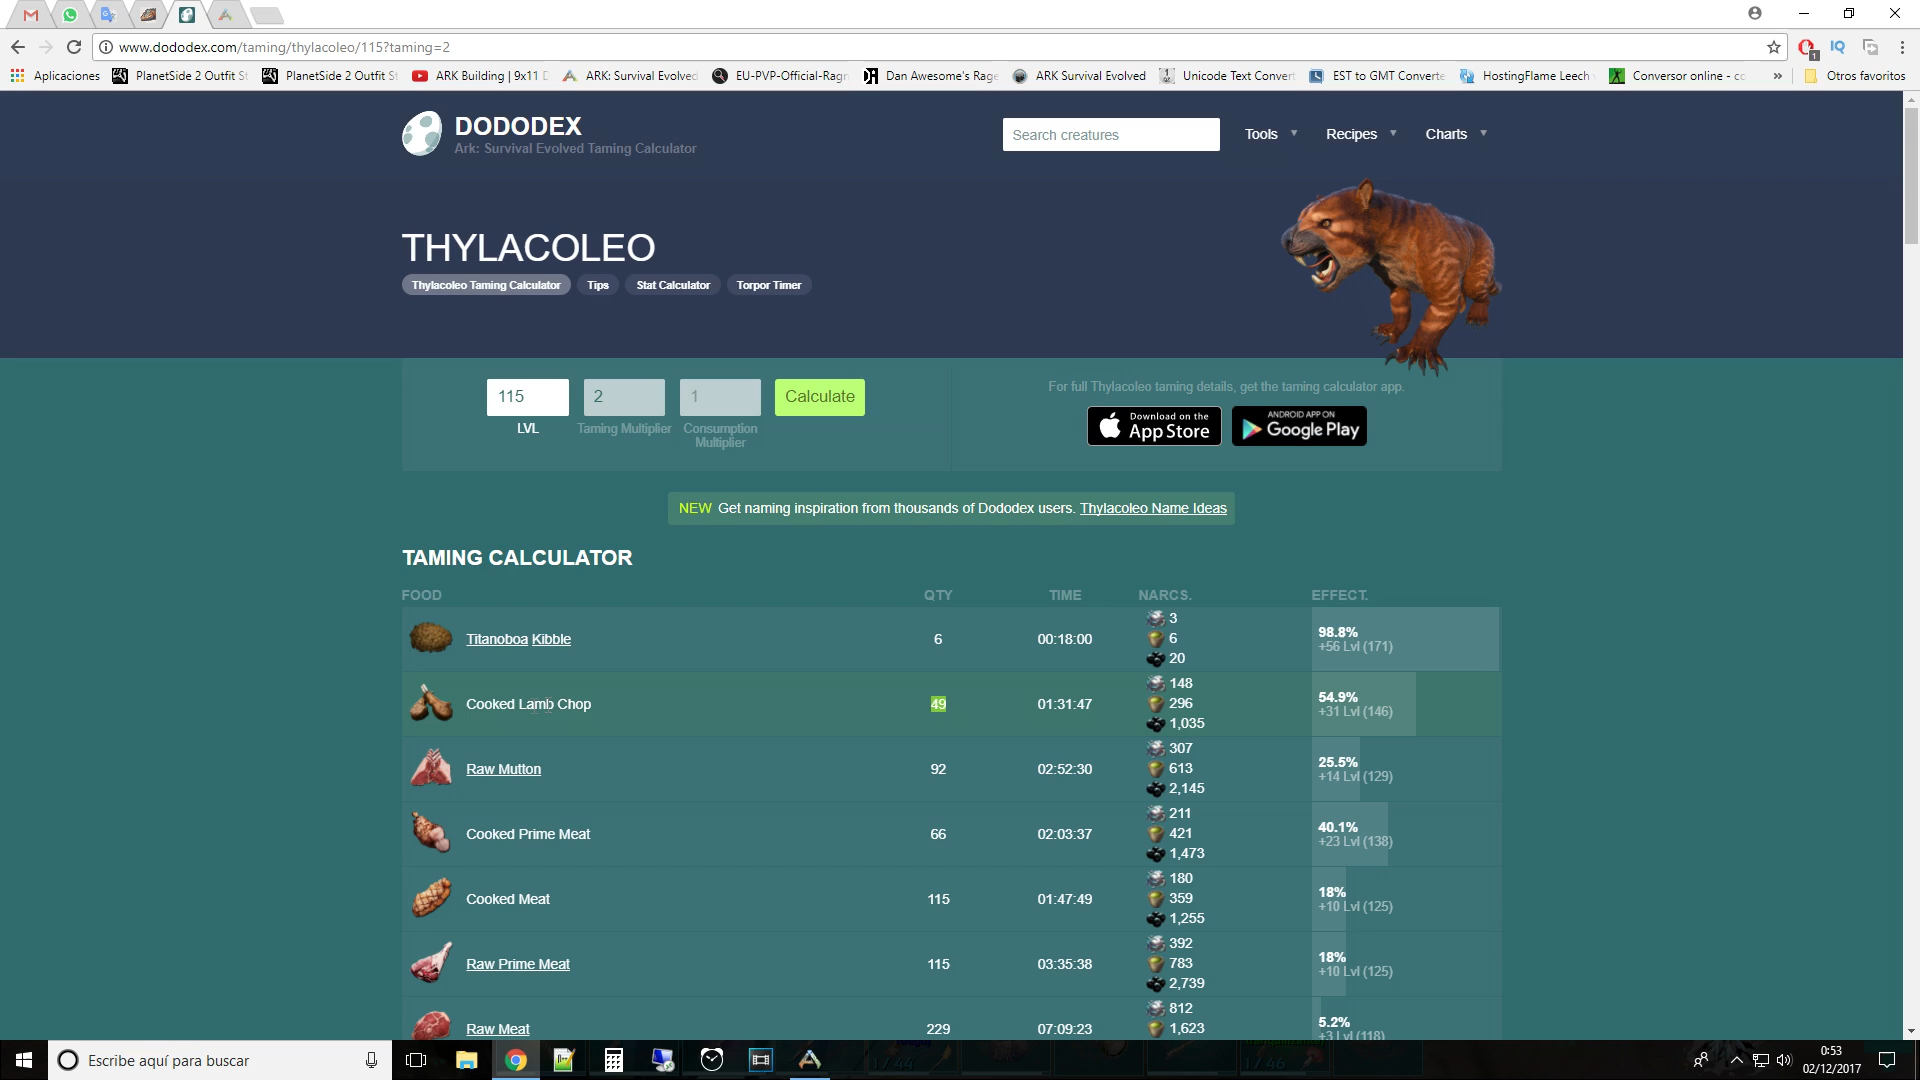 www.dododex.com/taming/thylacoleo/115?taming=2
1
Aplicaciones
PlanetSide 2 Outfit St
PlanetSide 2 Outfit St
ARK Building | 9x11 D
ARK: Survival Evolved
EU-PVP-Official-Ragn
Dan Awesome's Rage
ARK Survival Evolved
Unicode Text Convert
EST to GMT Converte
HostingFlame Leech
Conversor online - co
»
Otros favoritos
DODODEX
Ark: Survival Evolved Taming Calculator
Search creatures
Tools
Recipes
Charts
THYLACOLEO
Thylacoleo Taming Calculator
Tips
Stat Calculator
Torpor Timer
115
2
1
Calculate
LVL
Taming Multiplier
Consumption
Multiplier
For full Thylacoleo taming details, get the taming calculator app.
Download on the
App Store
ANDROID APP ON
Google Play
NEW Get naming inspiration from thousands of Dododex users. Thylacoleo Name Ideas
TAMING CALCULATOR
FOOD QTY TIME NARCS. EFFECT.
Titanoboa Kibble
6
00:18:00
3
6
20
98.8%
+56 Lvl (171)
Cooked Lamb Chop
49
01:31:47
148
296
1,035
54.9%
+31 Lvl (146)
Raw Mutton
92
02:52:30
307
613
2,145
25.5%
+14 Lvl (129)
Cooked Prime Meat
66
02:03:37
211
421
1,473
40.1%
+23 Lvl (138)
Cooked Meat
115
01:47:49
180
359
1,255
18%
+10 Lvl (125)
Raw Prime Meat
115
03:35:38
392
783
2,739
18%
+10 Lvl (125)
Raw Meat
229
07:09:23
812
1,623
5.2%
+3 Lvl (118)
Escribe aquí para buscar
1 / 44
1 / 46
0:53
02/12/2017